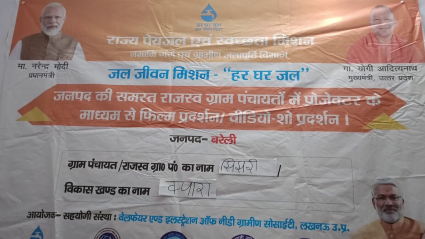 राज्य पेयजल एवं स्वच्छता मिशन
मा. नरेन्द्र मोदी
प्रधानमंत्री
मा. योगी आदित्यनाथ
मुख्यमंत्री, उत्तर प्रदेश
जल जीवन मिशन - "हर घर जल"
जनपद की समस्त राजस्व ग्राम पंचायतों में प्रोजेक्टर के
माध्यम से फिल्म प्रदर्शन/ वीडियो-शो प्रदर्शन ।
जनपद- बरेली
ग्राम पंचायत/राजस्व ग्रा० पं० का नाम
विकास खण्ड का नाम क्यारा
आयोजक- सहयोगी संस्था : वेलफेयर एण्ड इलस्ट्रेशन ऑफ नीडी ग्रामीण सोसाईटी, लखनऊ उ.प्र.